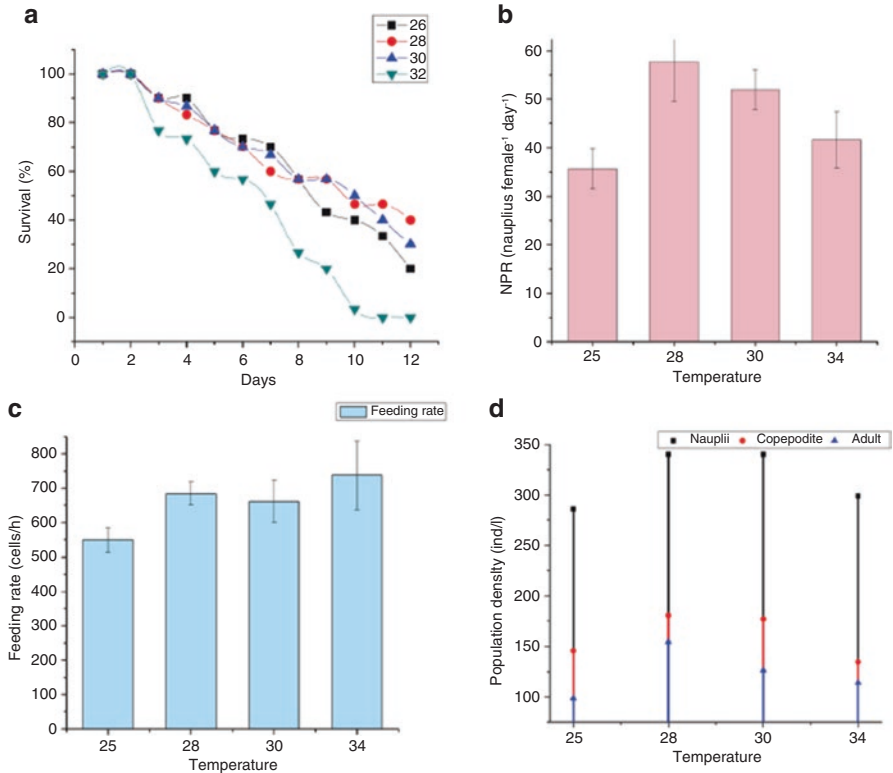 a
26
28
30
32
100
80
60
40
20
0
Survival (%)
0 2 4 6 8 10 12
Days
b
60
50
40
30
20
10
0
NPR (nauplius female⁻¹ day⁻¹)
25 28 30 34
Temperature
c
Feeding rate
800
700
600
500
400
300
200
100
0
Feeding rate (cells/h)
25 28 30 34
Temperature
d
Nauplii Copepodite Adult
350
300
250
200
150
100
Population density (ind/l)
25 28 30 34
Temperature